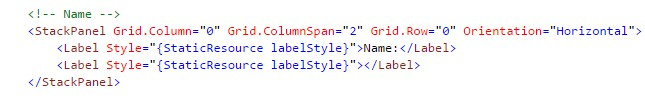 <!-- Name -->
<StackPanel Grid.Column="0" Grid.ColumnSpan="2" Grid.Row="0" Orientation="Horizontal">
<Label Style="{StaticResource labelStyle}">Name:</Label>
<Label Style="{StaticResource labelStyle}"></Label>
</StackPanel>